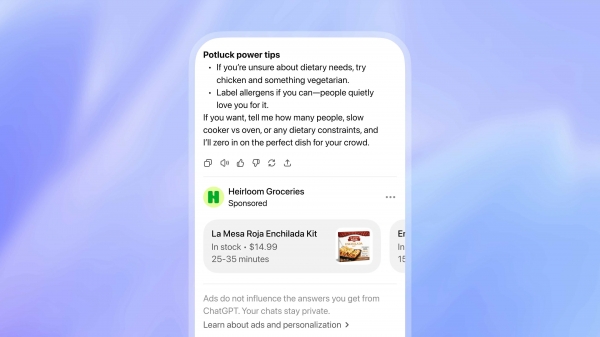 Potluck power tips
• If you're unsure about dietary needs, try
chicken and something vegetarian.
• Label allergens if you can—people quietly
love you for it.
If you want, tell me how many people, slow
cooker vs oven, or any dietary constraints, and
I'll zero in on the perfect dish for your crowd.
H
Heirloom Groceries
Sponsored
La Mesa Roja Enchilada Kit
In stock • $14.99
25-35 minutes
Er
In
15
Ads do not influence the answers you get from
ChatGPT. Your chats stay private.
Learn about ads and personalization >